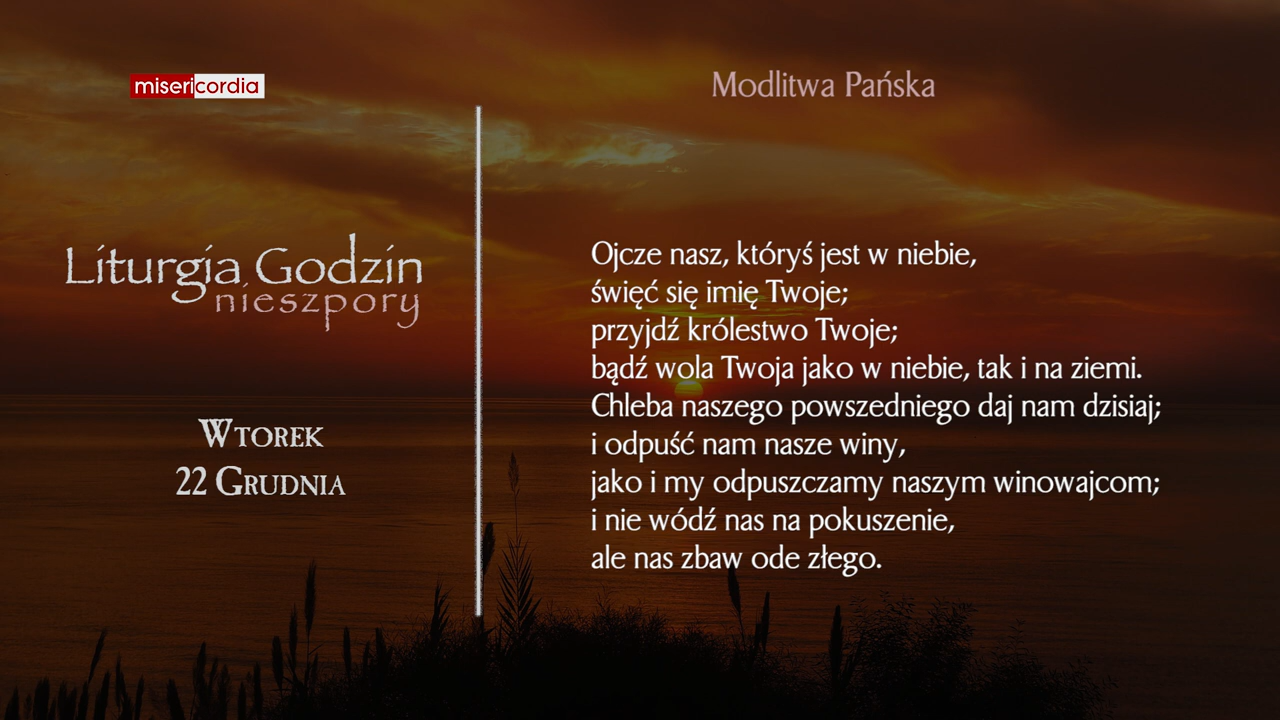 misericordia
Liturgia Godzin
nieszpory
Wtorek
22 Grudnia
Modlitwa Pańska
Ojcze nasz, któryś jest w niebie,
święć się imię Twoje;
przyjdź królestwo Twoje;
bądź wola Twoja jako w niebie, tak i na ziemi.
Chleba naszego powszedniego daj nam dzisiaj;
i odpuść nam nasze winy,
jako i my odpuszczamy naszym winowajcom;
i nie wódź nas na pokuszenie,
ale nas zbaw ode złego.